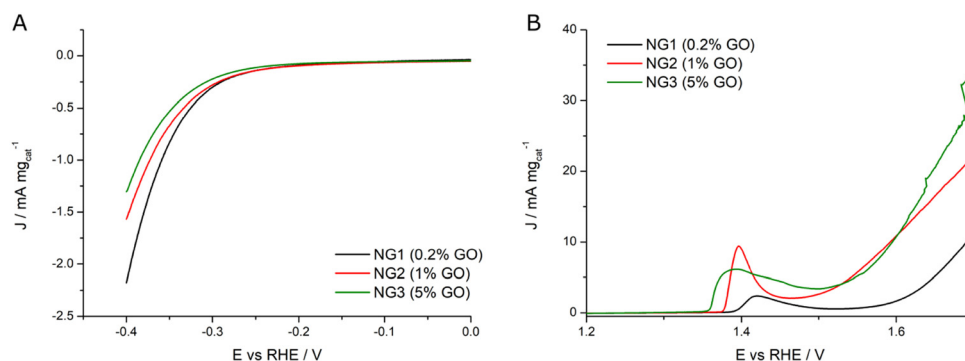 A
0.0
-0.5
-1.0
-1.5
-2.0
-2.5
J / mA mg_cat^-1
NG1 (0.2% GO)
NG2 (1% GO)
NG3 (5% GO)
-0.4 -0.3 -0.2 -0.1 0.0
E vs RHE / V
B
40
30
20
10
0
J / mA mg_cat^-1
NG1 (0.2% GO)
NG2 (1% GO)
NG3 (5% GO)
1.2 1.4 1.6
E vs RHE / V